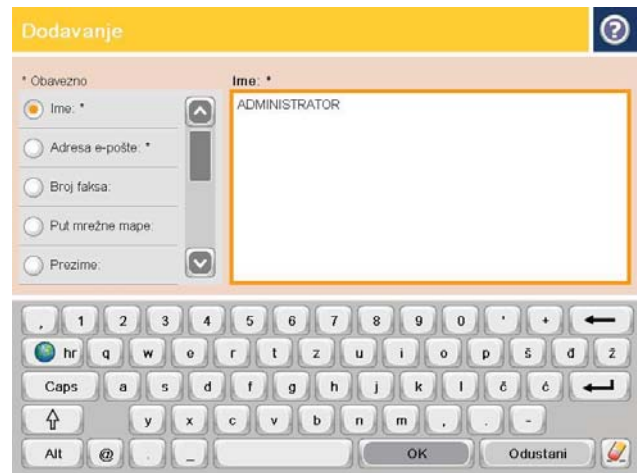 Dodavanje
?
* Obavezno
Ime: *
Ime: *
Adresa e-pošte: *
Broj faksa:
Put mrežne mape:
Prezime:
ADMINISTRATOR
, 1 2 3 4 5 6 7 8 9 0 ' +
hr q w e r t z u i o p š đ ž
Caps a s d f g h j k l č ć
y x c v b n m , . -
Alt @ . _ OK Odustani